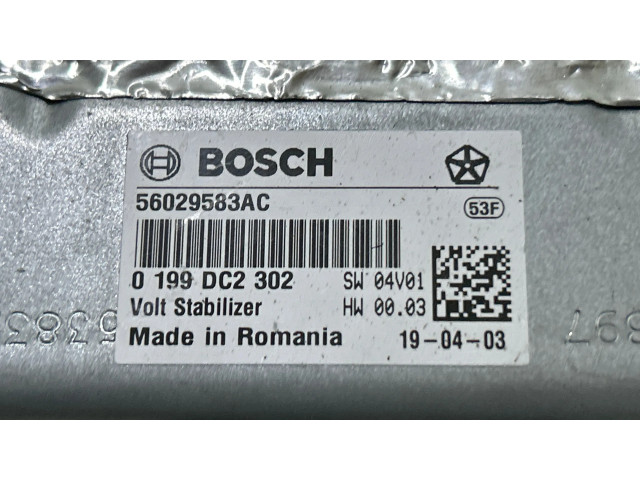 BOSCH
56029583AC
53F
0 199 DC2 302 SW 04V01
Volt Stabilizer HW 00.03
Made in Romania 19-04-03